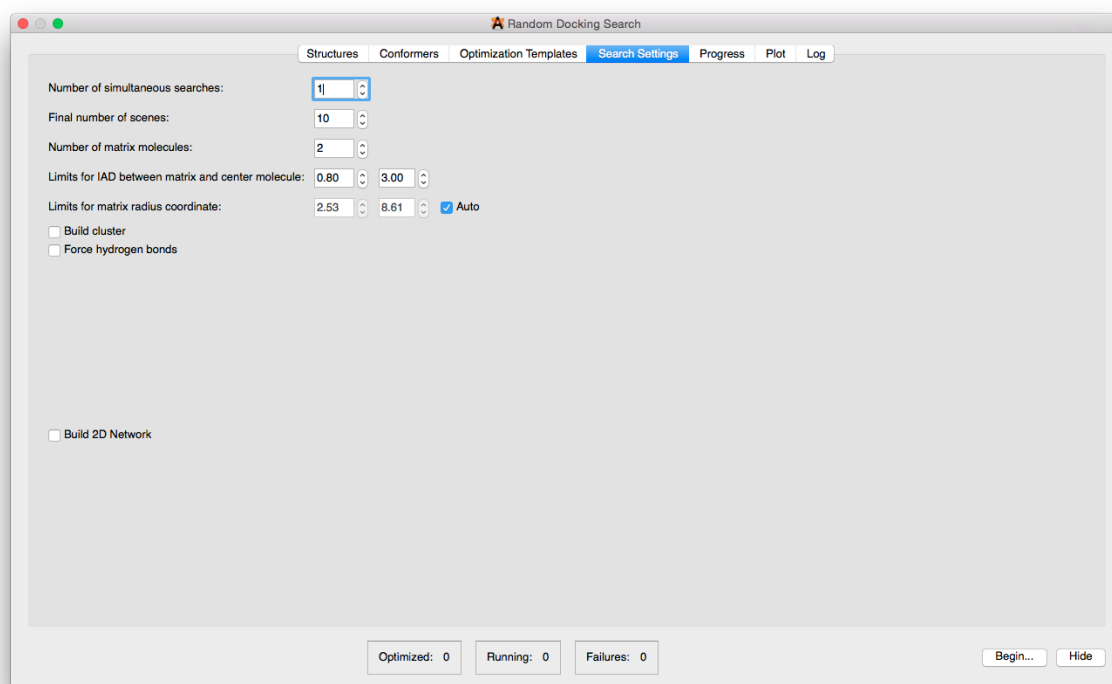 Random Docking Search
Structures Conformers Optimization Templates Search Settings Progress Plot Log
Number of simultaneous searches: 1
Final number of scenes: 10
Number of matrix molecules: 2
Limits for IAD between matrix and center molecule: 0.80 3.00
Limits for matrix radius coordinate: 2.53 8.61 Auto
Build cluster
Force hydrogen bonds
Build 2D Network
Optimized: 0 Running: 0 Failures: 0 Begin... Hide